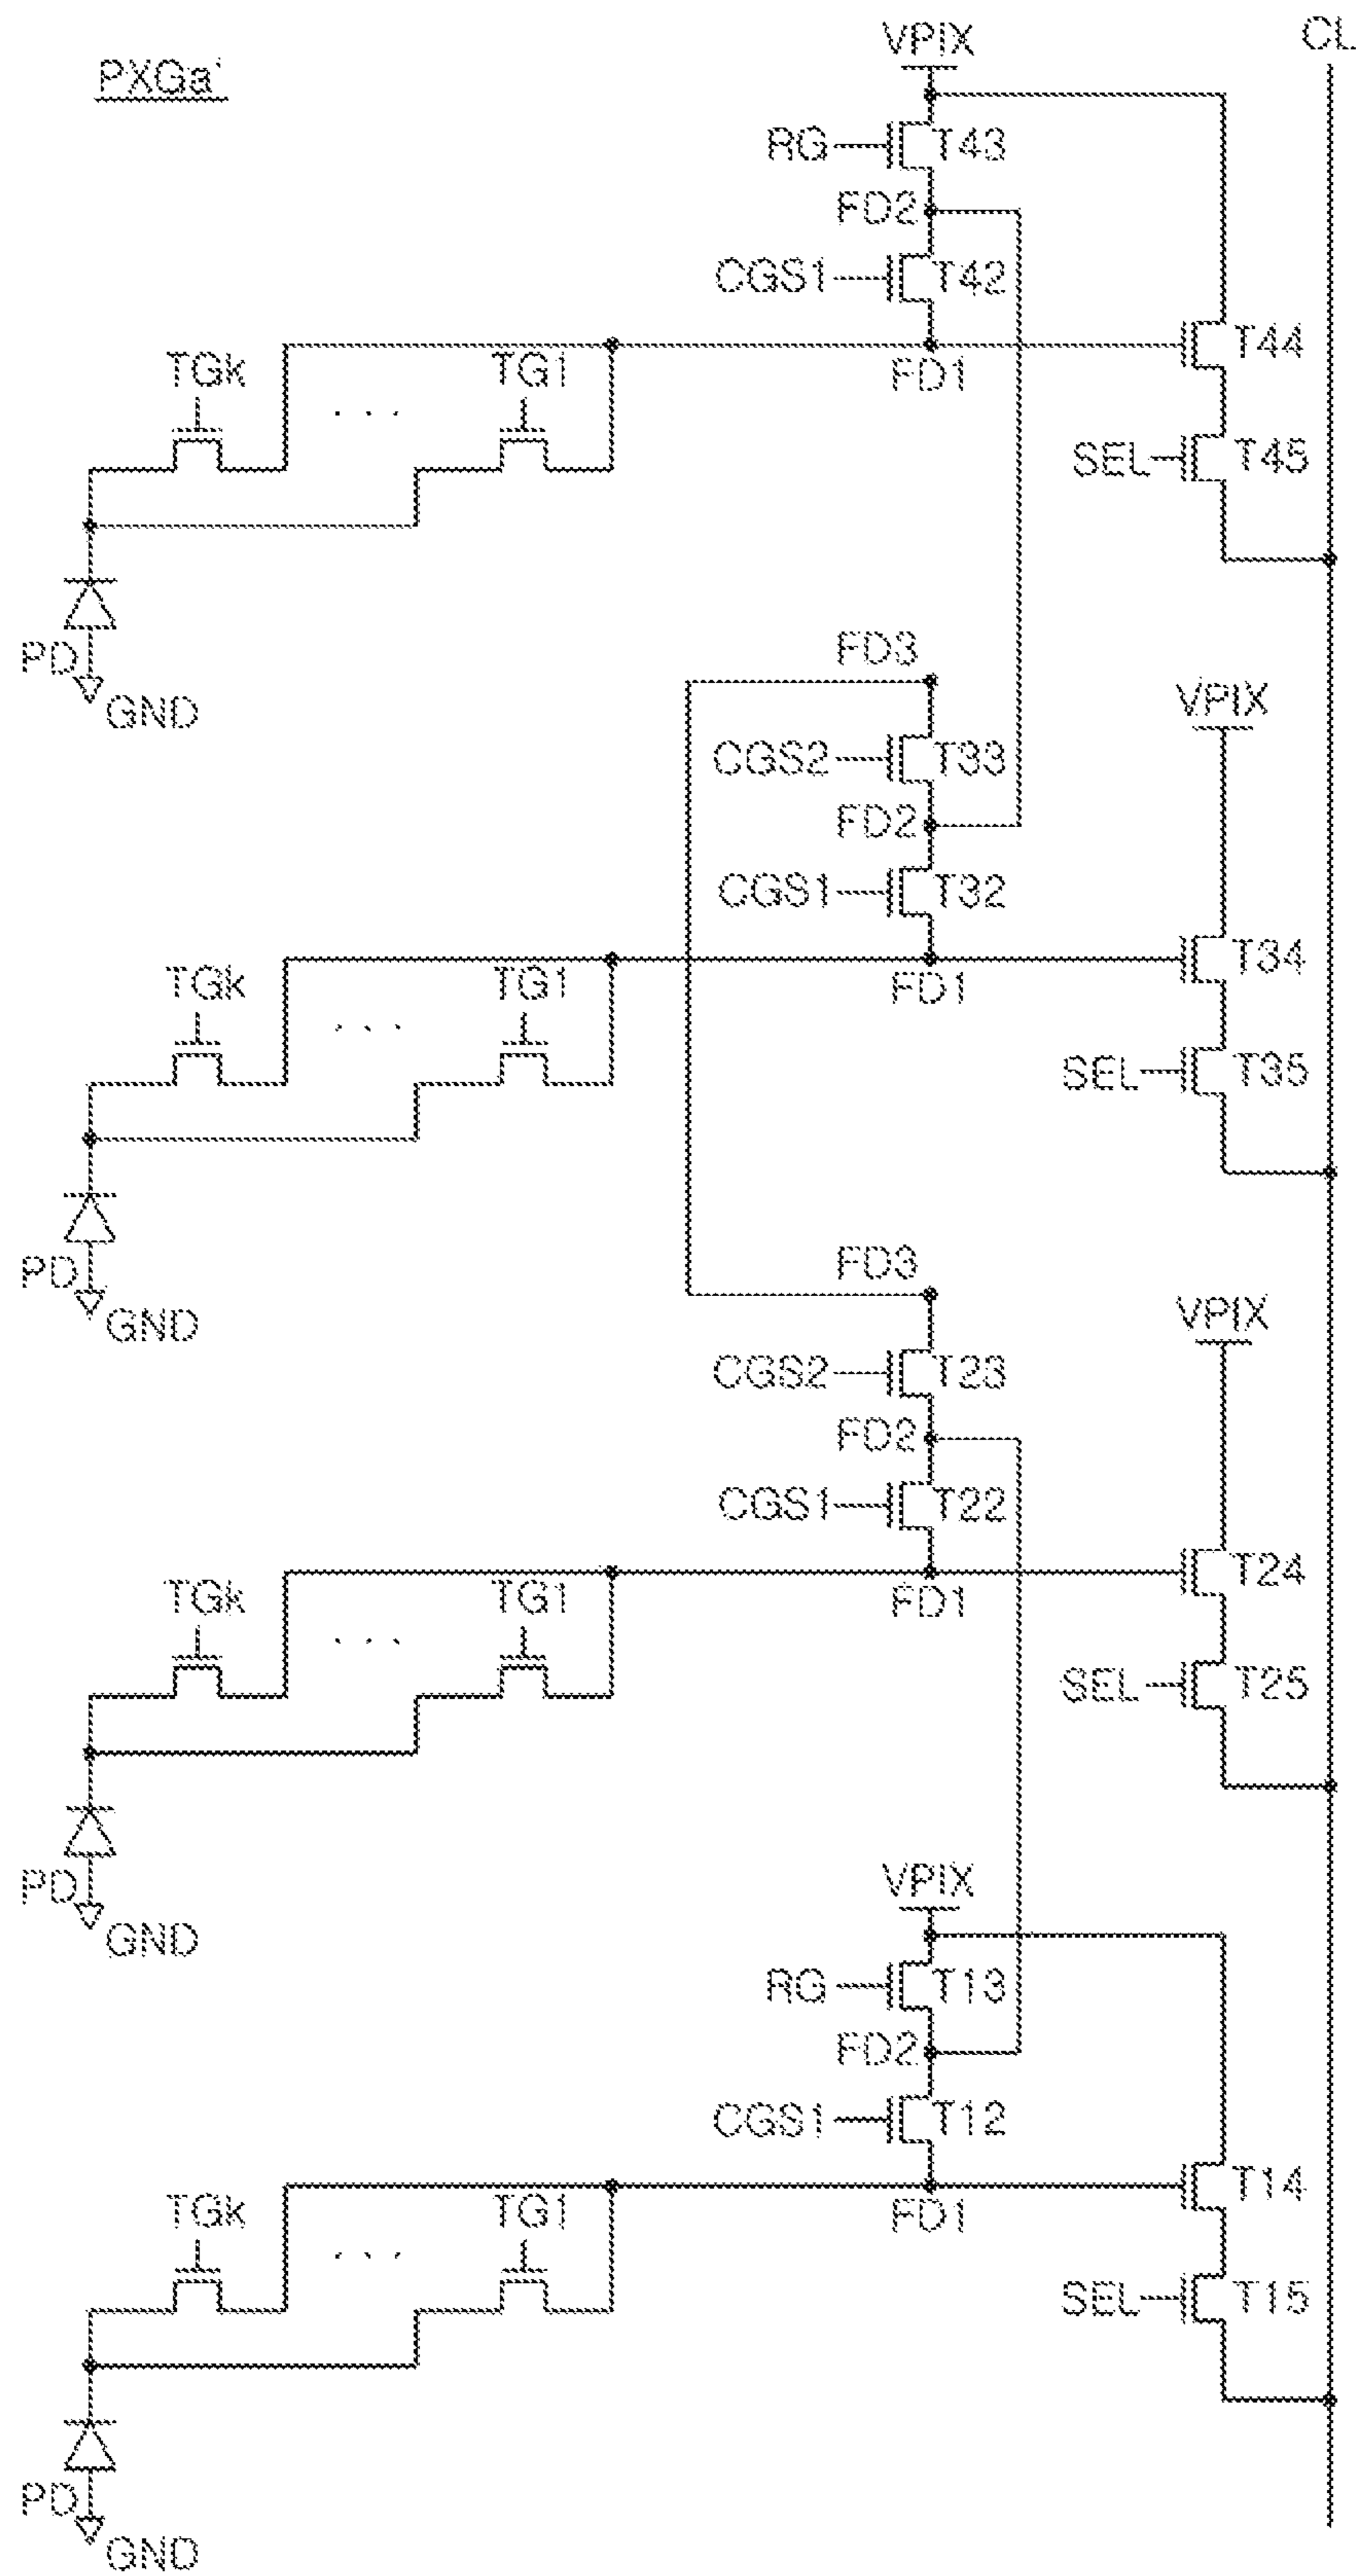 PXGa'
VPIX
CL
RG
T43
FD2
CGS1
T42
TGk
. . .
TG1
FD1
T44
SEL
T45
PD
GND
FD3
VPIX
CGS2
T33
FD2
CGS1
T32
TGk
. . .
TG1
FD1
T34
SEL
T35
PD
GND
FD3
VPIX
CGS2
T23
FD2
CGS1
T22
TGk
. . .
TG1
FD1
T24
SEL
T25
PD
GND
VPIX
RG
T13
FD2
CGS1
T12
TGk
. . .
TG1
FD1
T14
SEL
T15
PD
GND